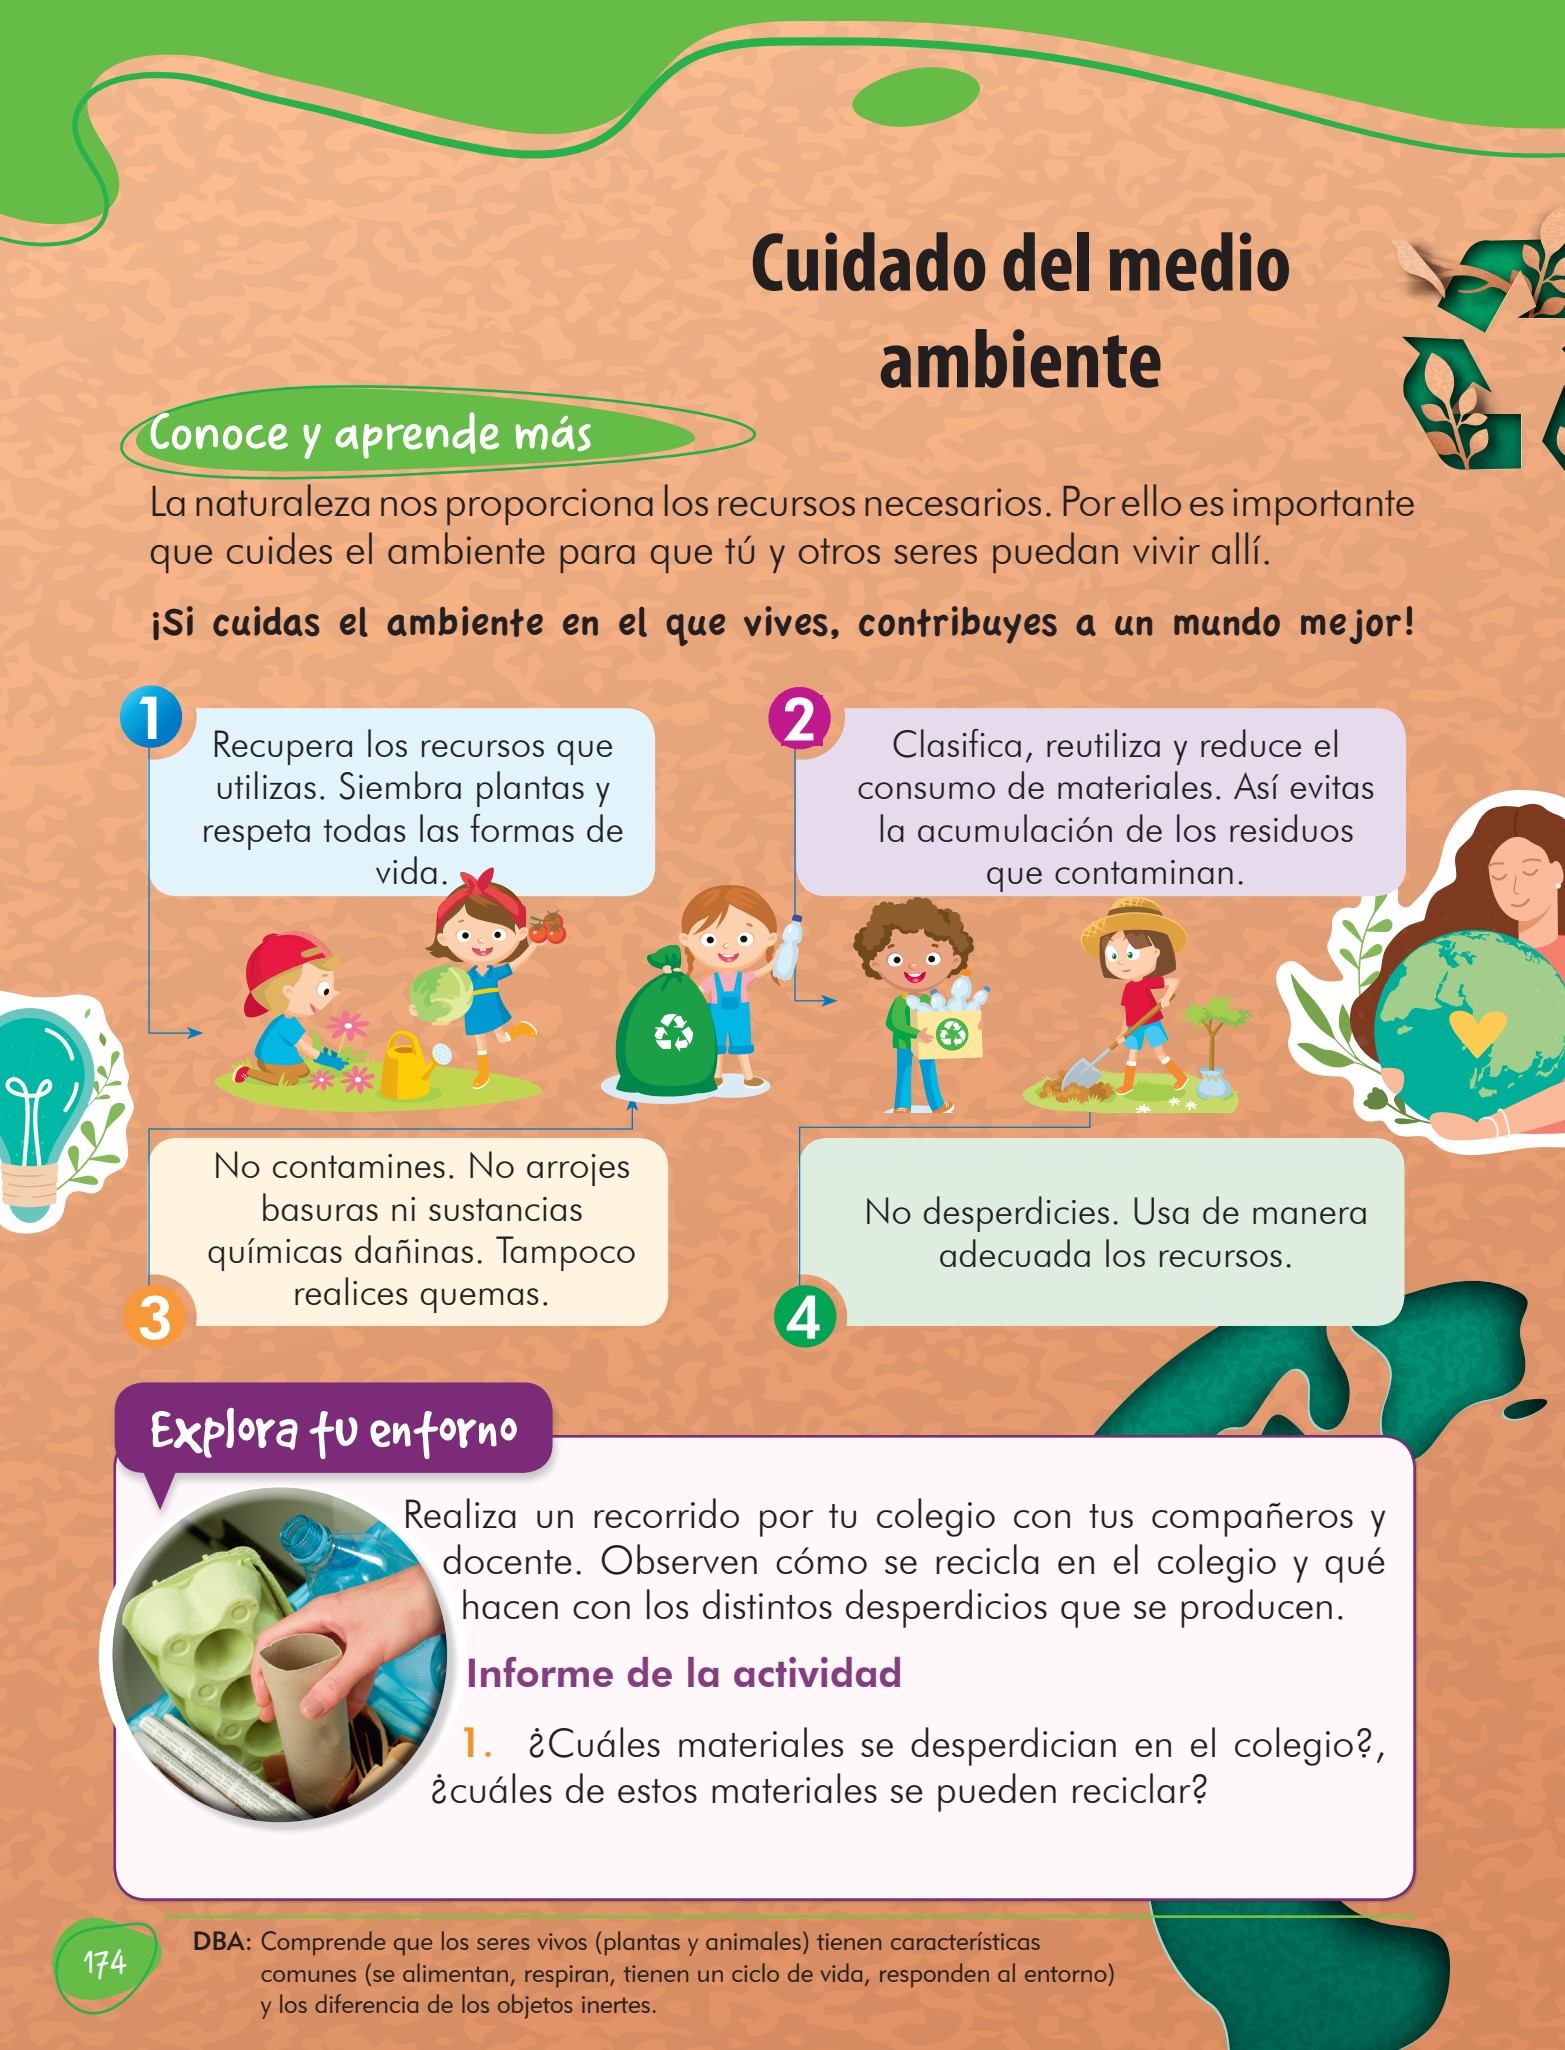 Cuidado del medio
ambiente
Conoce y aprende más
La naturaleza nos proporciona los recursos necesarios. Por ello es importante
que cuides el ambiente para que tú y otros seres puedan vivir allí.
¡Si cuidas el ambiente en el que vives, contribuyes a un mundo mejor!
1
Recupera los recursos que
utilizas. Siembra plantas y
respeta todas las formas de
vida.
2
Clasifica, reutiliza y reduce el
consumo de materiales. Así evitas
la acumulación de los residuos
que contaminan.
No contamines. No arrojes
basuras ni sustancias
químicas dañinas. Tampoco
realices quemas.
3
No desperdicies. Usa de manera
adecuada los recursos.
4
Explora tu entorno
Realiza un recorrido por tu colegio con tus compañeros y
docente. Observen cómo se recicla en el colegio y qué
hacen con los distintos desperdicios que se producen.
Informe de la actividad
1. ¿Cuáles materiales se desperdician en el colegio?,
¿cuáles de estos materiales se pueden reciclar?
174
DBA: Comprende que los seres vivos (plantas y animales) tienen características
comunes (se alimentan, respiran, tienen un ciclo de vida, responden al entorno)
y los diferencia de los objetos inertes.